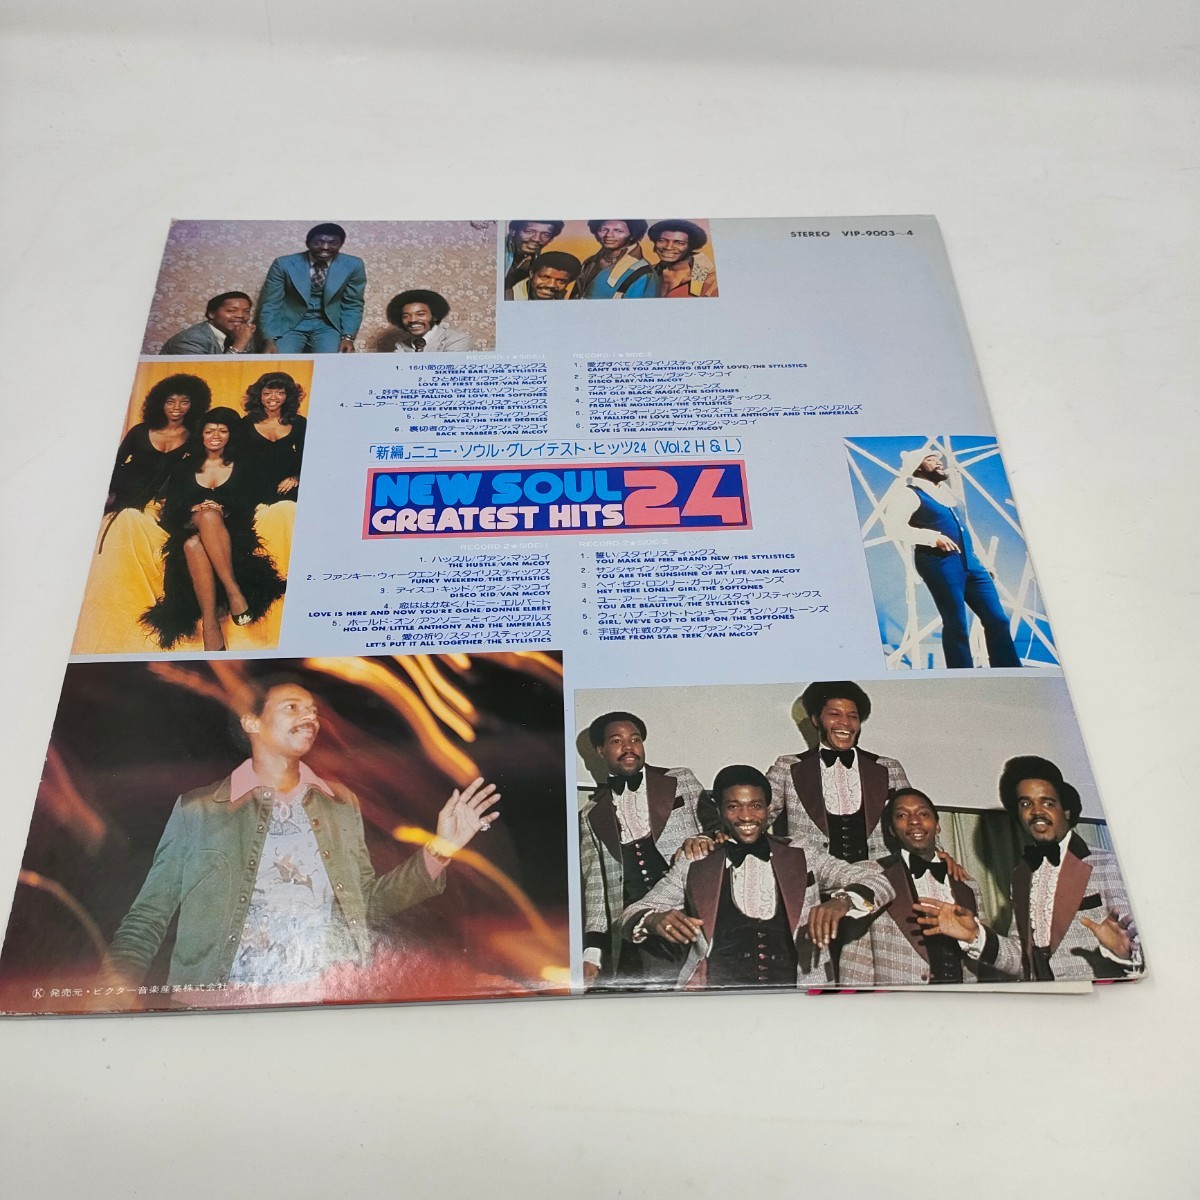 STEREO VIP-9003〜4
RECORD-1★SIDE-1
1. 16小節の恋/スタイリスティックス
SIXTEEN BARS/THE STYLISTICS
2. ひとめぼれ/ヴァン・マッコイ
LOVE AT FIRST SIGHT/VAN McCOY
3. 好きにならずにいられない/ソフトーンズ
CAN'T HELP FALLING IN LOVE/THE SOFTONES
4. ユー・アー・エブリシング/スタイリスティックス
YOU ARE EVERYTHING/THE STYLISTICS
5. メイビー/スリー・ディグリーズ
MAYBE/THE THREE DEGREES
6. 裏切者のテーマ/ヴァン・マッコイ
BACK STABBERS/VAN McCOY
RECORD-1★SIDE-2
1. 愛がすべて/スタイリスティックス
CAN'T GIVE YOU ANYTHING (BUT MY LOVE)/THE STYLISTICS
2. ディスコ・ベイビー/ヴァン・マッコイ
DISCO BABY/VAN McCOY
3. ブラック・マジック/ソフトーンズ
THAT OLD BLACK MAGIC/THE SOFTONES
4. フロム・ザ・マウンテン/スタイリスティックス
FROM THE MOUNTAIN/THE STYLISTICS
5. アイム・フォーリン・ラブ・ウィズ・ユー/アンソニーとインペリアルズ
I'M FALLING IN LOVE WITH YOU/LITTLE ANTHONY AND THE IMPERIALS
6. ラブ・イズ・ジ・アンサー/ヴァン・マッコイ
LOVE IS THE ANSWER/VAN McCOY
「新編」ニュー・ソウル・グレイテスト・ヒッツ24（Vol.2 H&L）
NEW SOUL
GREATEST HITS 24
RECORD-2★SIDE-1
1. ハッスル/ヴァン・マッコイ
THE HUSTLE/VAN McCOY
2. ファンキー・ウィークエンド/スタイリスティックス
FUNKY WEEKEND/THE STYLISTICS
3. ディスコ・キッド/ヴァン・マッコイ
DISCO KID/VAN McCOY
4. 恋ははかなく/ドニー・エルバート
LOVE IS HERE AND NOW YOU'RE GONE/DONNIE ELBERT
5. ホールド・オン/アンソニーとインペリアルズ
HOLD ON/LITTLE ANTHONY AND THE IMPERIALS
6. 愛の祈り/スタイリスティックス
LET'S PUT IT ALL TOGETHER/THE STYLISTICS
RECORD-2★SIDE-2
1. 誓い/スタイリスティックス
YOU MAKE ME FEEL BRAND NEW/THE STYLISTICS
2. サンシャイン/ヴァン・マッコイ
YOU ARE THE SUNSHINE OF MY LIFE/VAN McCOY
3. ヘイ・ゼア・ロンリー・ガール/ソフトーンズ
HEY THERE LONELY GIRL/THE SOFTONES
4. ユー・アー・ビューティフル/スタイリスティックス
YOU ARE BEAUTIFUL/THE STYLISTICS
5. ウィ・ハブ・ゴット・トゥ・キープ・オン/ソフトーンズ
GIRL, WE'VE GOT TO KEEP ON/THE SOFTONES
6. 宇宙大作戦のテーマ/ヴァン・マッコイ
THEME FROM STAR TREK/VAN McCOY
Ⓚ 発売元・ビクター音楽産業株式会社